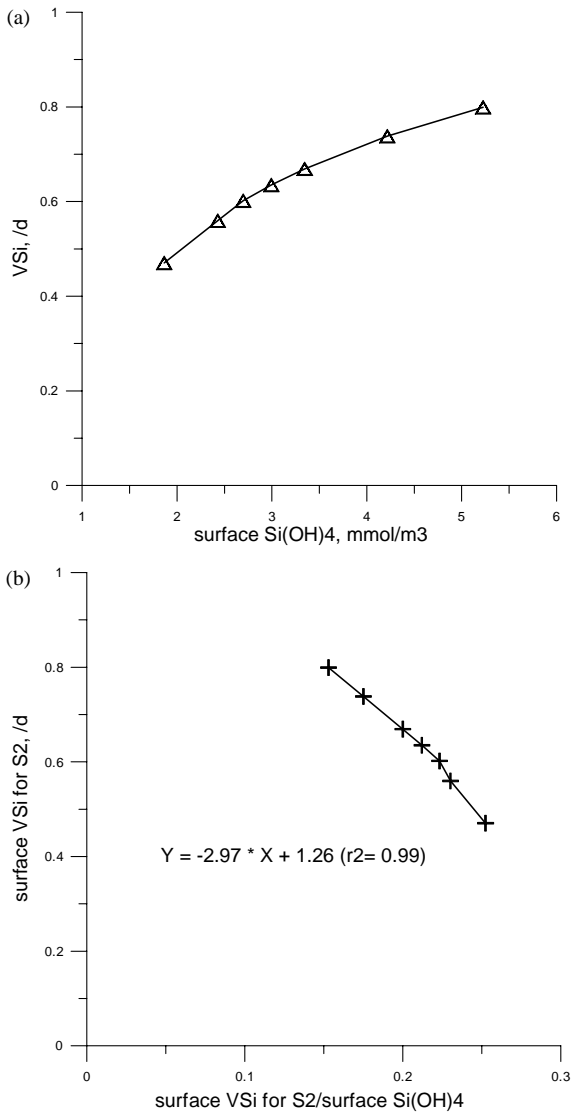 (a)
1
0.8
0.6
0.4
0.2
0
VSi, /d
1 2 3 4 5 6
surface Si(OH)4, mmol/m3
(b)
1
0.8
0.6
0.4
0.2
0
surface VSi for S2, /d
Y = -2.97 * X + 1.26 (r2= 0.99)
0 0.1 0.2 0.3
surface VSi for S2/surface Si(OH)4